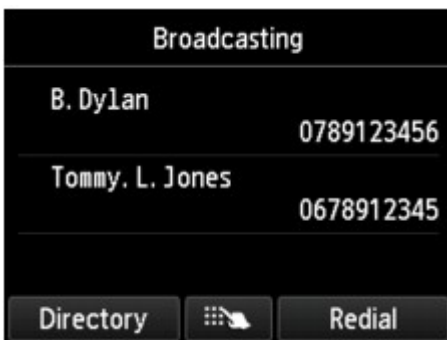 Broadcasting
B.Dylan
0789123456
Tommy.L.Jones
0678912345
Directory
Redial